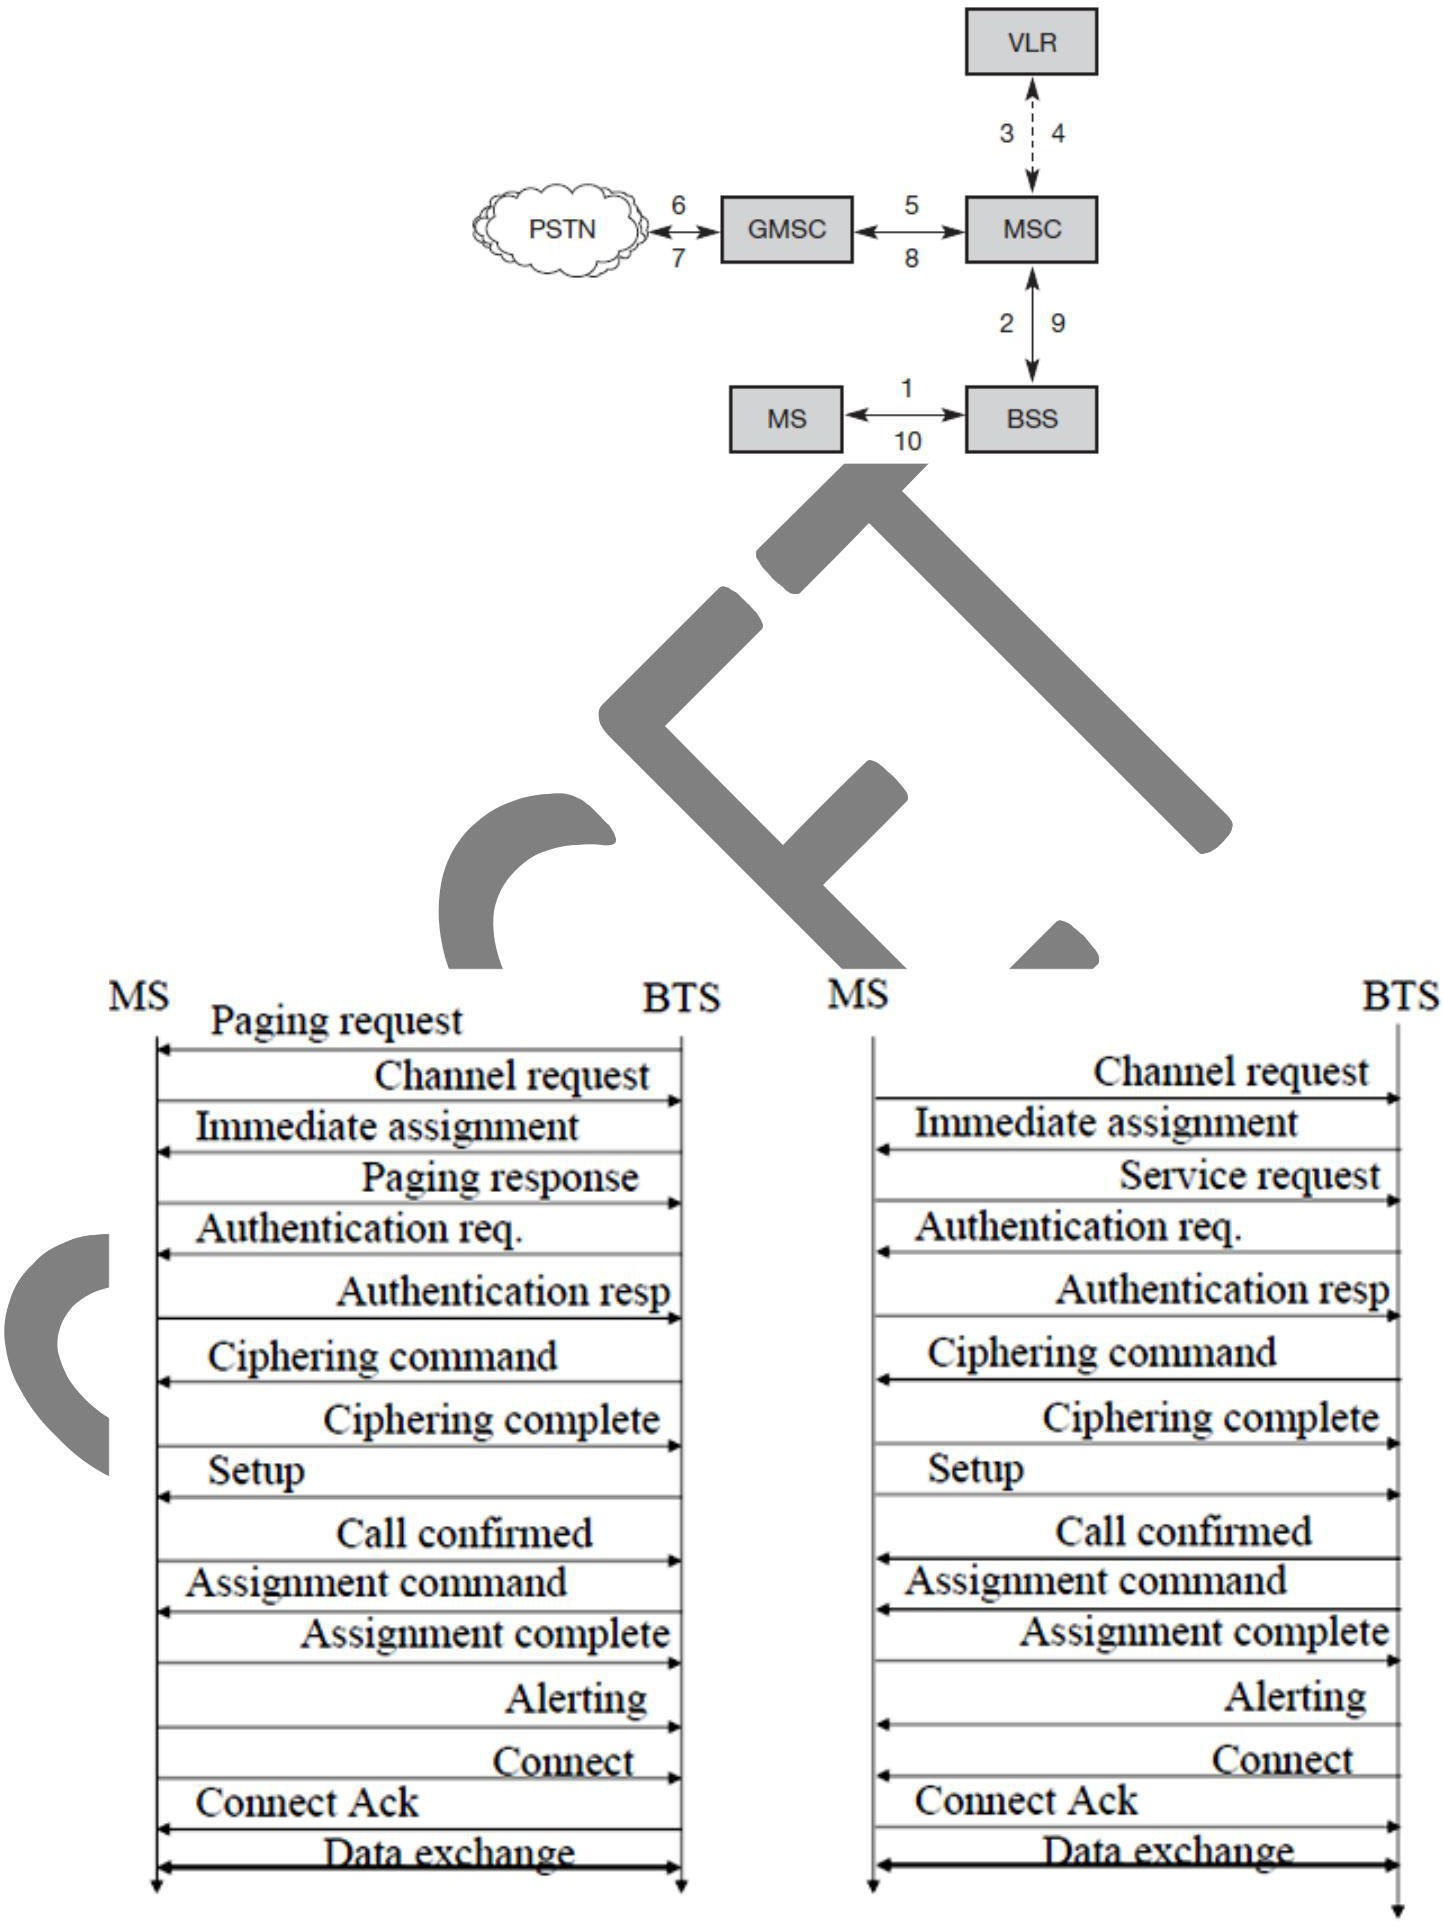 VLR
3 4
6 5
PSTN GMSC MSC
7 8
2 9
1
MS BSS
10
MS BTS
Paging request
Channel request
Immediate assignment
Paging response
Authentication req.
Authentication resp
Ciphering command
Ciphering complete
Setup
Call confirmed
Assignment command
Assignment complete
Alerting
Connect
Connect Ack
Data exchange
MS BTS
Channel request
Immediate assignment
Service request
Authentication req.
Authentication resp
Ciphering command
Ciphering complete
Setup
Call confirmed
Assignment command
Assignment complete
Alerting
Connect
Connect Ack
Data exchange